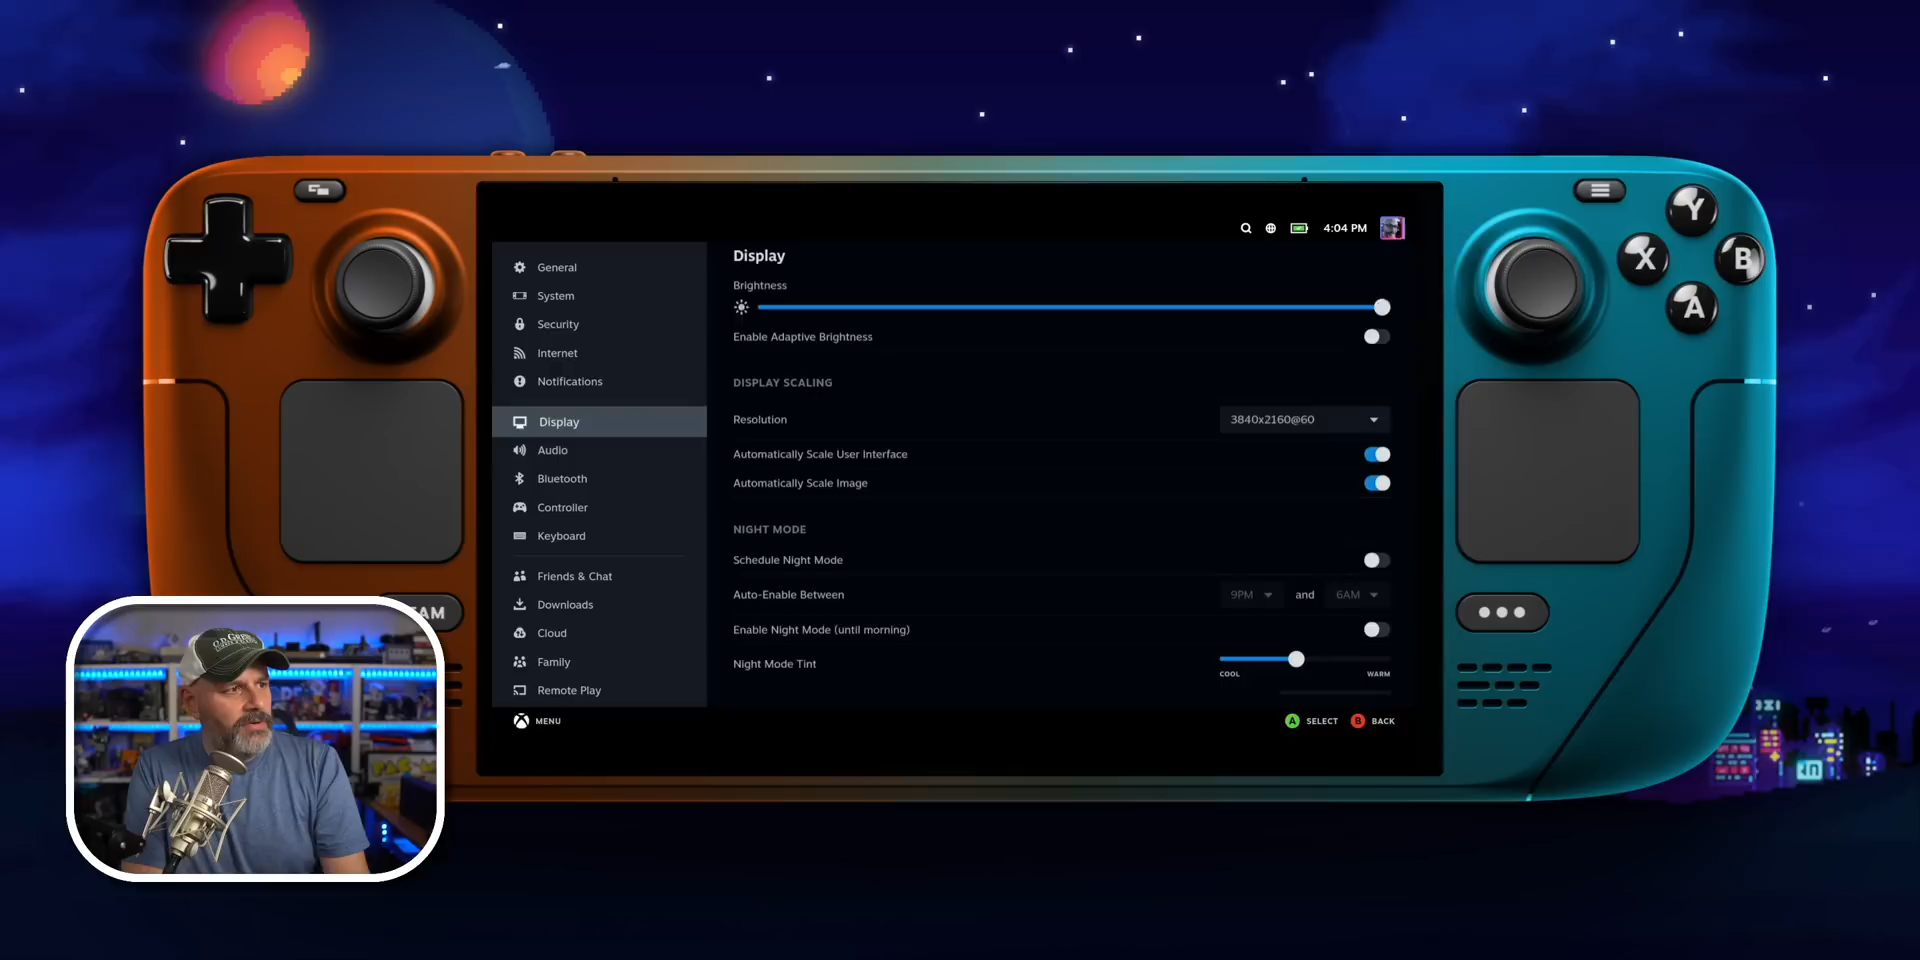 4:04 PM
General
System
Security
Internet
Notifications
Display
Audio
Bluetooth
Controller
Keyboard
Friends & Chat
Downloads
Cloud
Family
Remote Play
Display
Brightness
Enable Adaptive Brightness
DISPLAY SCALING
Resolution
3840x2160@60
Automatically Scale User Interface
Automatically Scale Image
NIGHT MODE
Schedule Night Mode
Auto-Enable Between
9PM and 6AM
Enable Night Mode (until morning)
Night Mode Tint
COOL WARM
MENU
A SELECT B BACK
Y
X
B
A